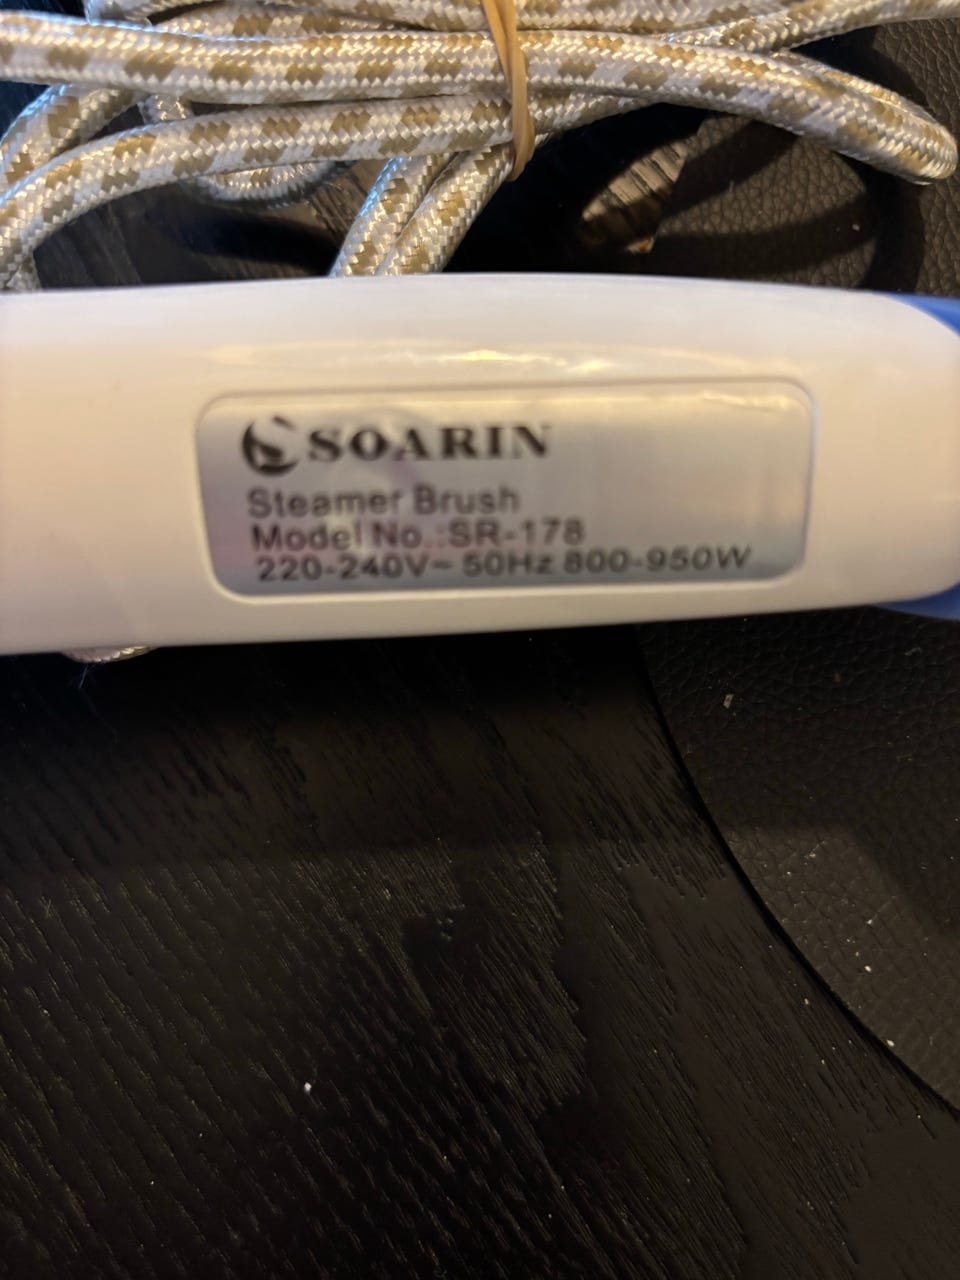 SOARIN
Steamer Brush
Model No.:SR-178
220-240V~ 50Hz 800-950W